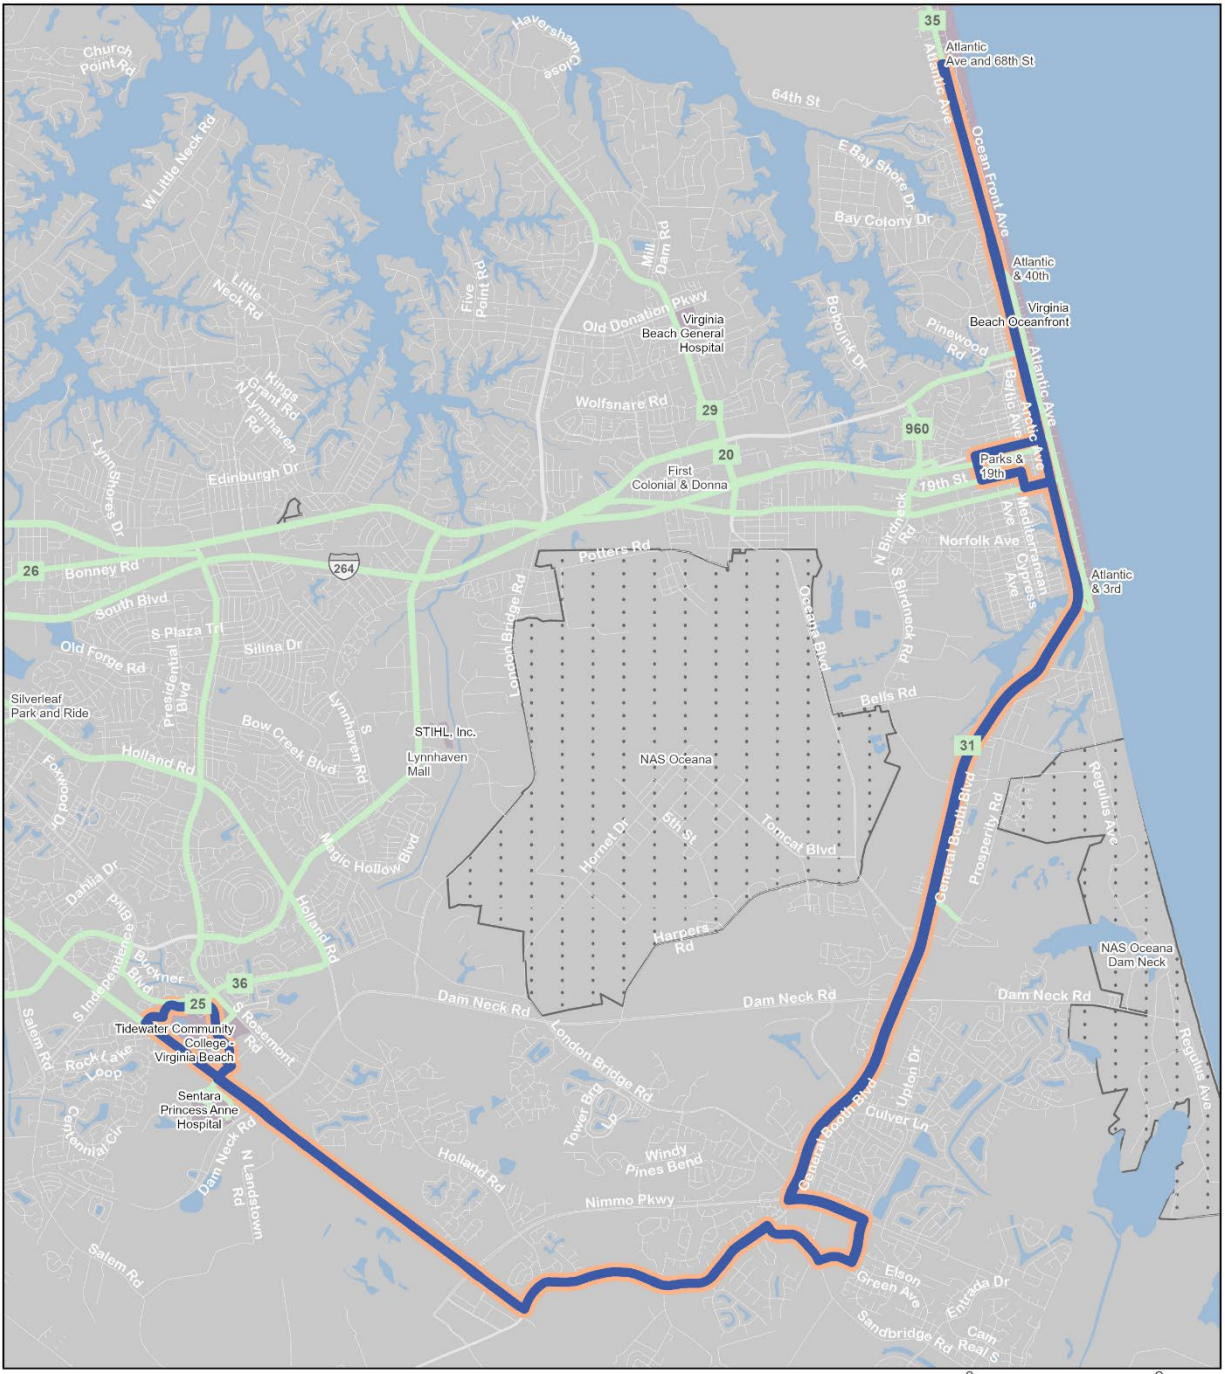 35
Atlantic
Ave and 68th St
Atlantic Ave
Haversham
Close
Church
Point Rd
64th St
W Little Neck Rd
Ocean Front Ave
E Bay Shore Dr
Bay Colony Dr
Mill
Dam Rd
Atlantic
& 40th
Little
Neck Rd
Five
Point Rd
Old Donation Pkwy
Virginia
Beach General
Hospital
Bobolink Dr
Virginia
Beach Oceanfront
Pinewood
Rd
Kings
Grant Rd
N Lynnhaven
Rd
Wolfsnare Rd
29
960
Baltic Ave
Arctic Ave
Atlantic Ave
20
Lynn Shores Dr
Edinburgh Dr
First
Colonial & Donna
Parks &
19th
19th St
N Birdneck
Rd
Norfolk Ave
Mediterranean
Ave
Cypress
Ave
26
Bonney Rd
264
Potters Rd
Atlantic
& 3rd
South Blvd
London Bridge Rd
Oceana Blvd
S Birdneck Rd
S Plaza Trl
Old Forge Rd
Silina Dr
Presidential
Blvd
Silverleaf
Park and Ride
Bells Rd
S
Lynnhaven Rd
Bow Creek Blvd
STIHL, Inc.
Lynnhaven
Mall
NAS Oceana
31
Holland Rd
Foxwood Dr
Regulus Ave
General Booth Blvd
Prosperity Rd
Hornet Dr
5th St
Tomcat Blvd
Magic Hollow Blvd
Dahlia Dr
Holland Rd
Harpers
Rd
NAS Oceana
Dam Neck
S Independence
Blvd
Buckner
Blvd
36
25
Dam Neck Rd
Dam Neck Rd
Dam Neck Rd
S Rosemont
Rd
Salem Rd
Tidewater Community
College -
Virginia Beach
Rock Lake
Loop
London Bridge Rd
Regulus Ave
Upton Dr
Culver Ln
General Booth Blvd
Sentara
Princess Anne
Hospital
Centennial Cir
Tower Brg
Lp
Dam Neck Rd
N Landstown
Rd
Holland Rd
Windy
Pines Bend
Nimmo Pkwy
Salem Rd
Elson
Green Ave
Entrada Dr
Sandbridge Rd
Cam
Real S